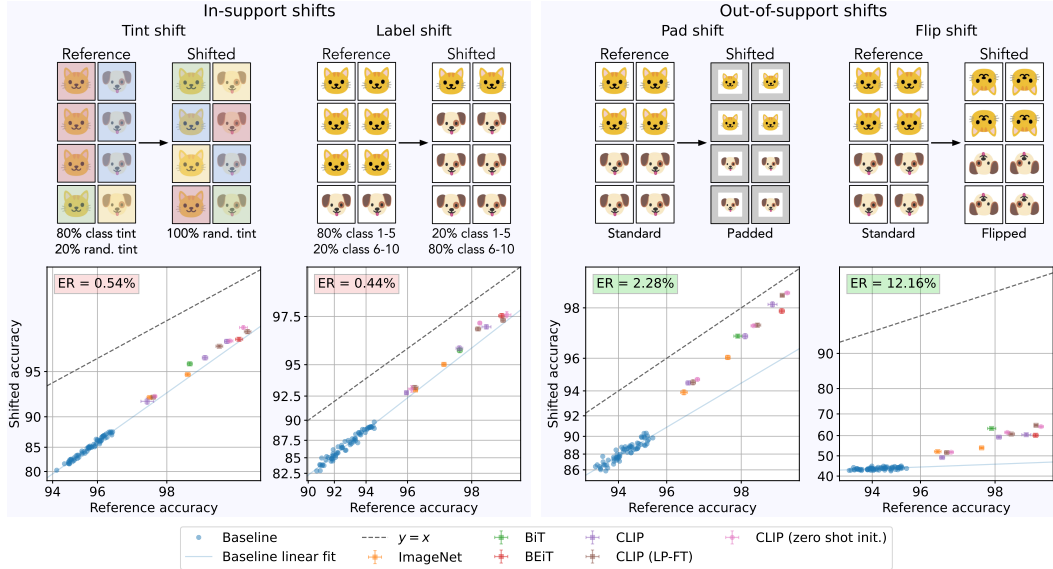 In-support shifts
Out-of-support shifts
Tint shift
Label shift
Pad shift
Flip shift
Reference Shifted
Reference Shifted
Reference Shifted
Reference Shifted
80% class tint
20% rand. tint
100% rand. tint
80% class 1-5
20% class 6-10
20% class 1-5
80% class 6-10
Standard
Padded
Standard
Flipped
ER = 0.54%
Shifted accuracy
95
90
85
80
94 96 98
Reference accuracy
ER = 0.44%
97.5
95
92.5
90
87.5
85
82.5
90 92 94 96 98
Reference accuracy
ER = 2.28%
Shifted accuracy
98
96
94
92
90
88
86
94 96 98
Reference accuracy
ER = 12.16%
90
80
70
60
50
40
94 96 98
Reference accuracy
Baseline
Baseline linear fit
y = x
ImageNet
BiT
BEiT
CLIP
CLIP (LP-FT)
CLIP (zero shot init.)